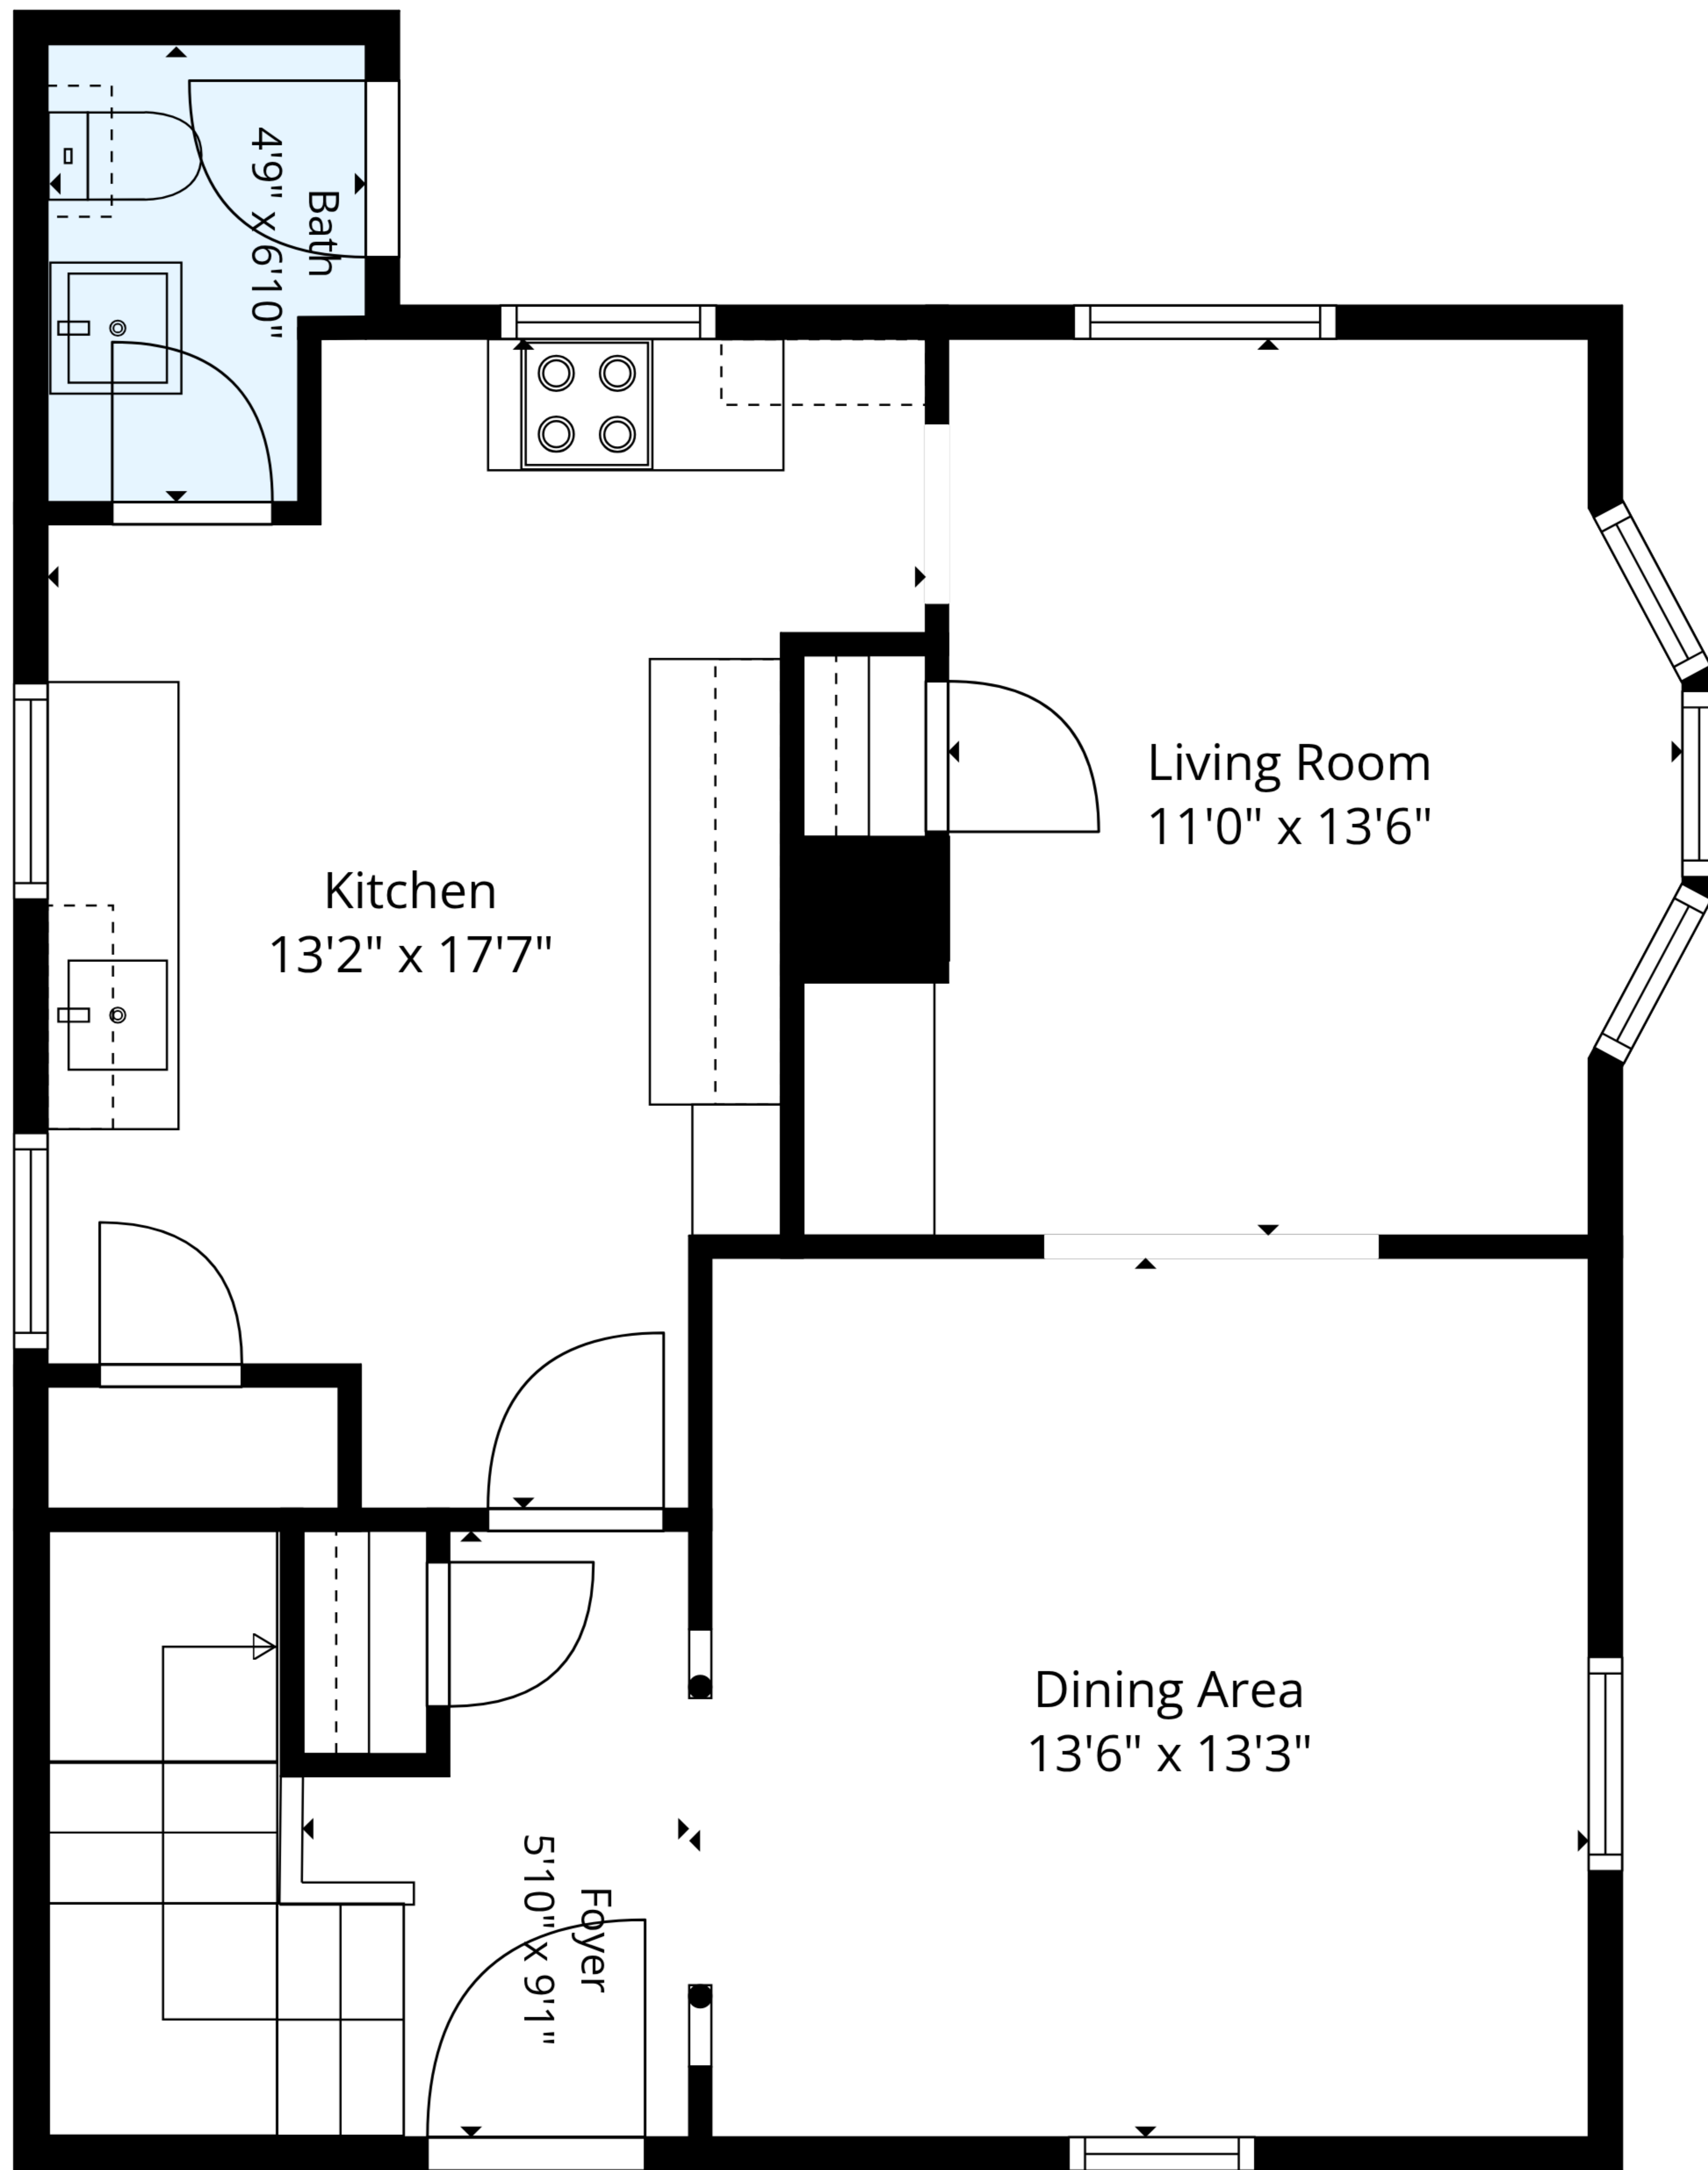 Bath
4'9" x 6'10"
Living Room
11'0" x 13'6"
Kitchen
13'2" x 17'7"
Dining Area
13'6" x 13'3"
Foyer
5'10" x 9'1"